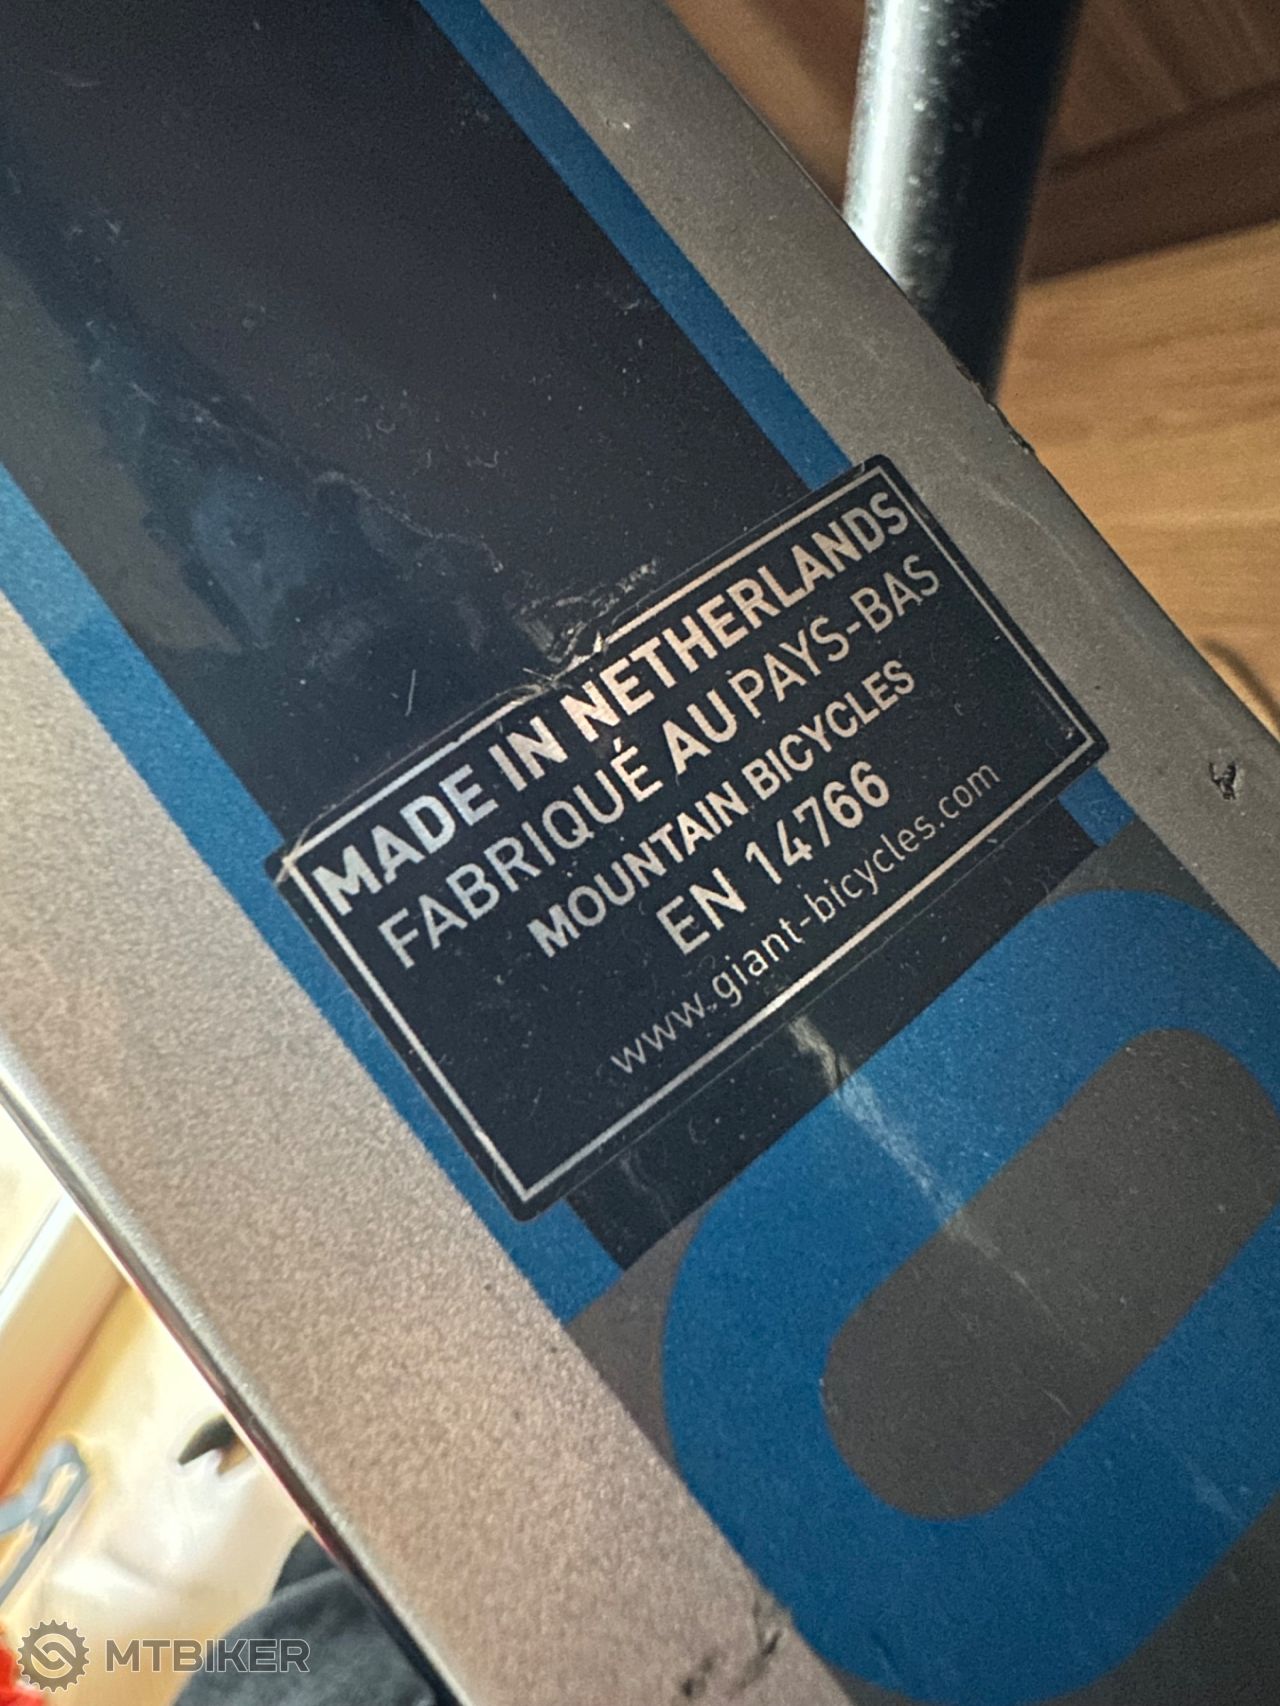 MADE IN NETHERLANDS
FABRIQUÉ AU PAYS-BAS
MOUNTAIN BICYCLES
EN 14766
www.giant-bicycles.com
MTBIKER